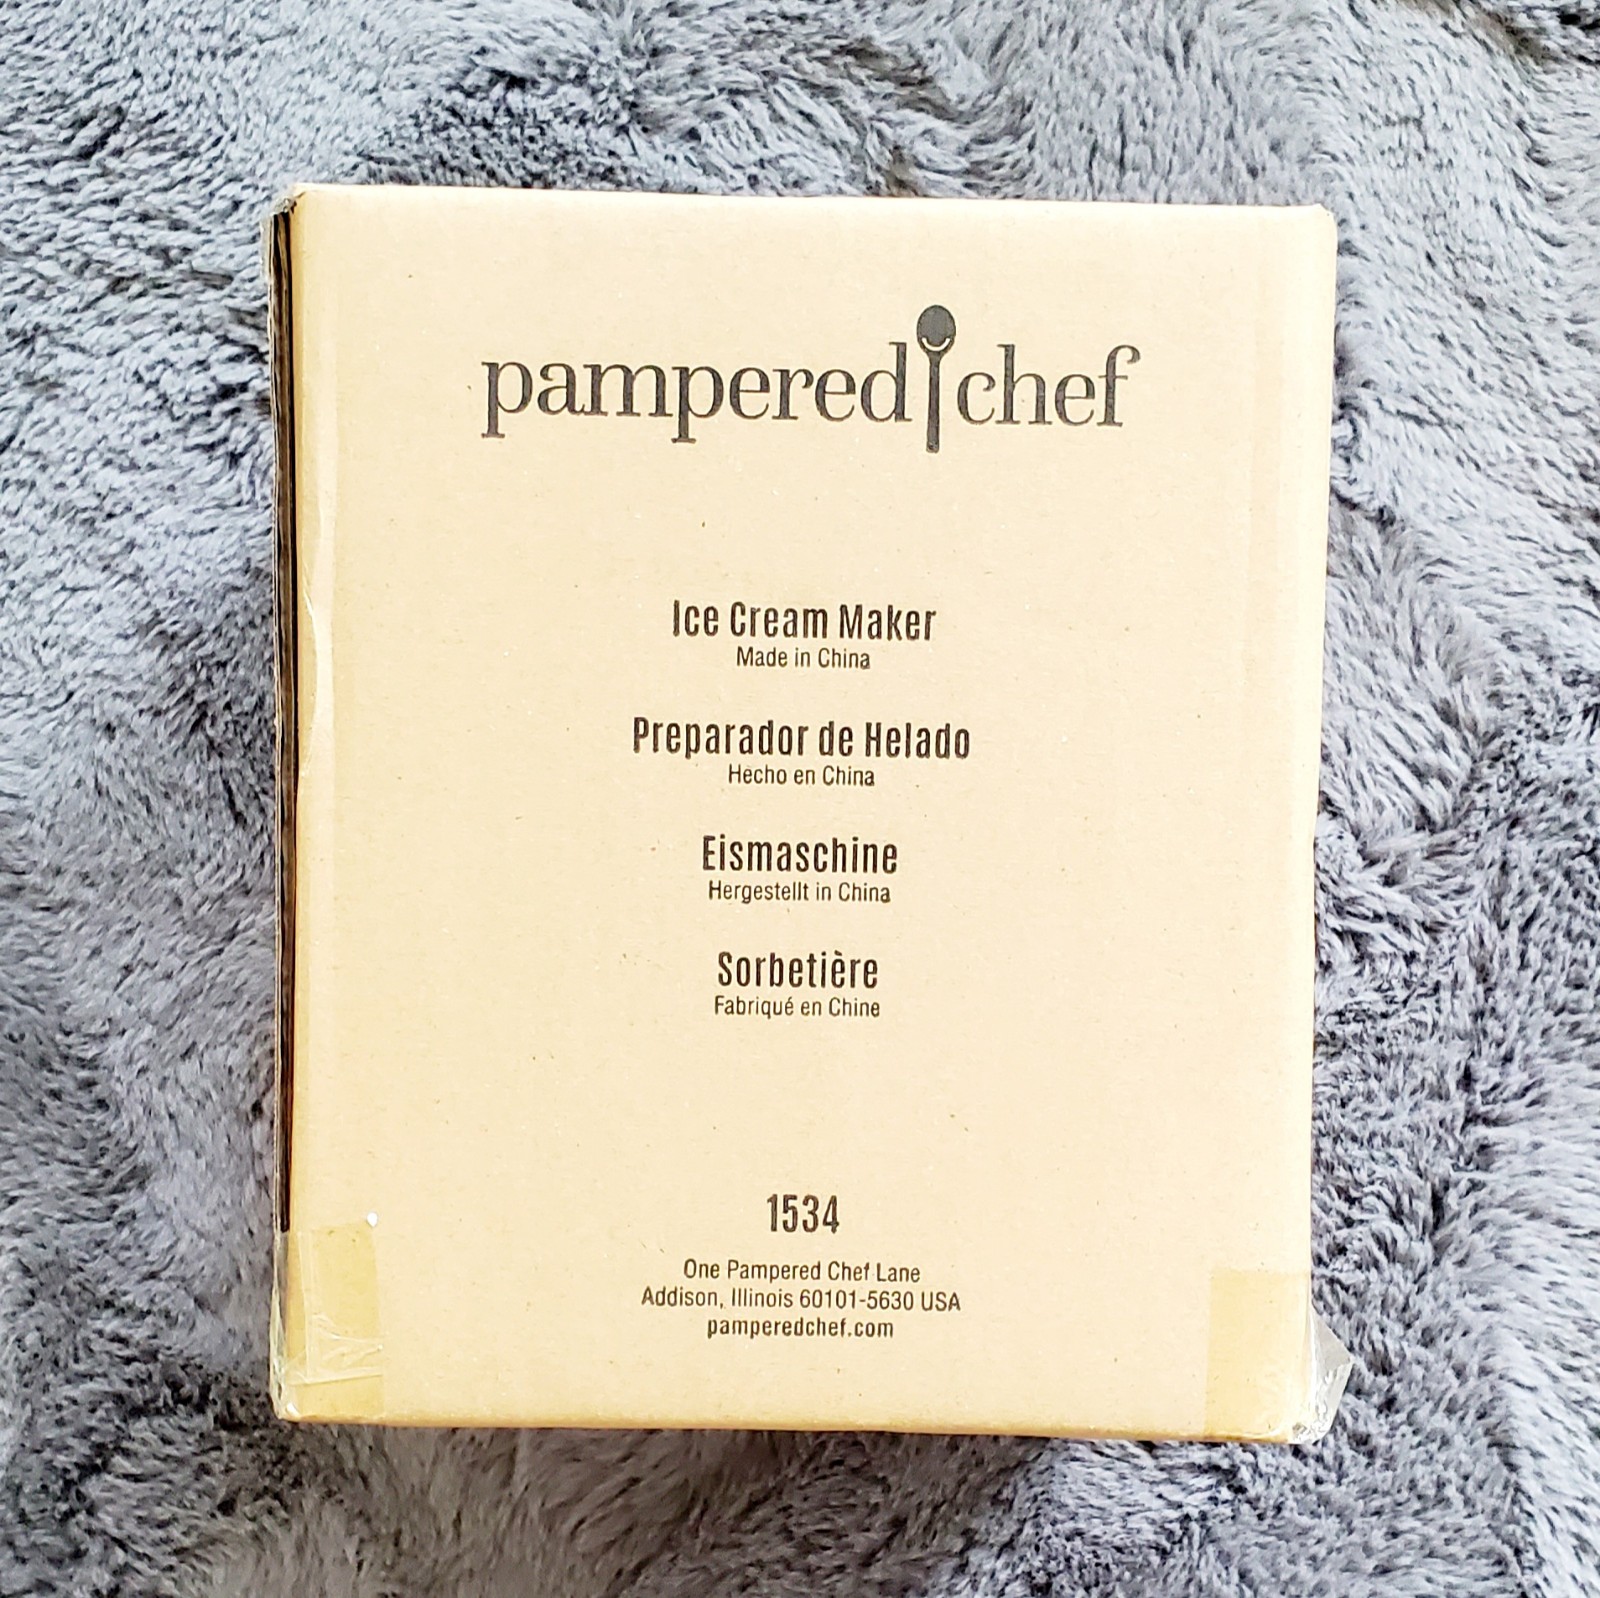 pampered chef
Ice Cream Maker
Made in China
Preparador de Helado
Hecho en China
Eismaschine
Hergestellt in China
Sorbetière
Fabriqué en Chine
1534
One Pampered Chef Lane
Addison, Illinois 60101-5630 USA
pamperedchef.com